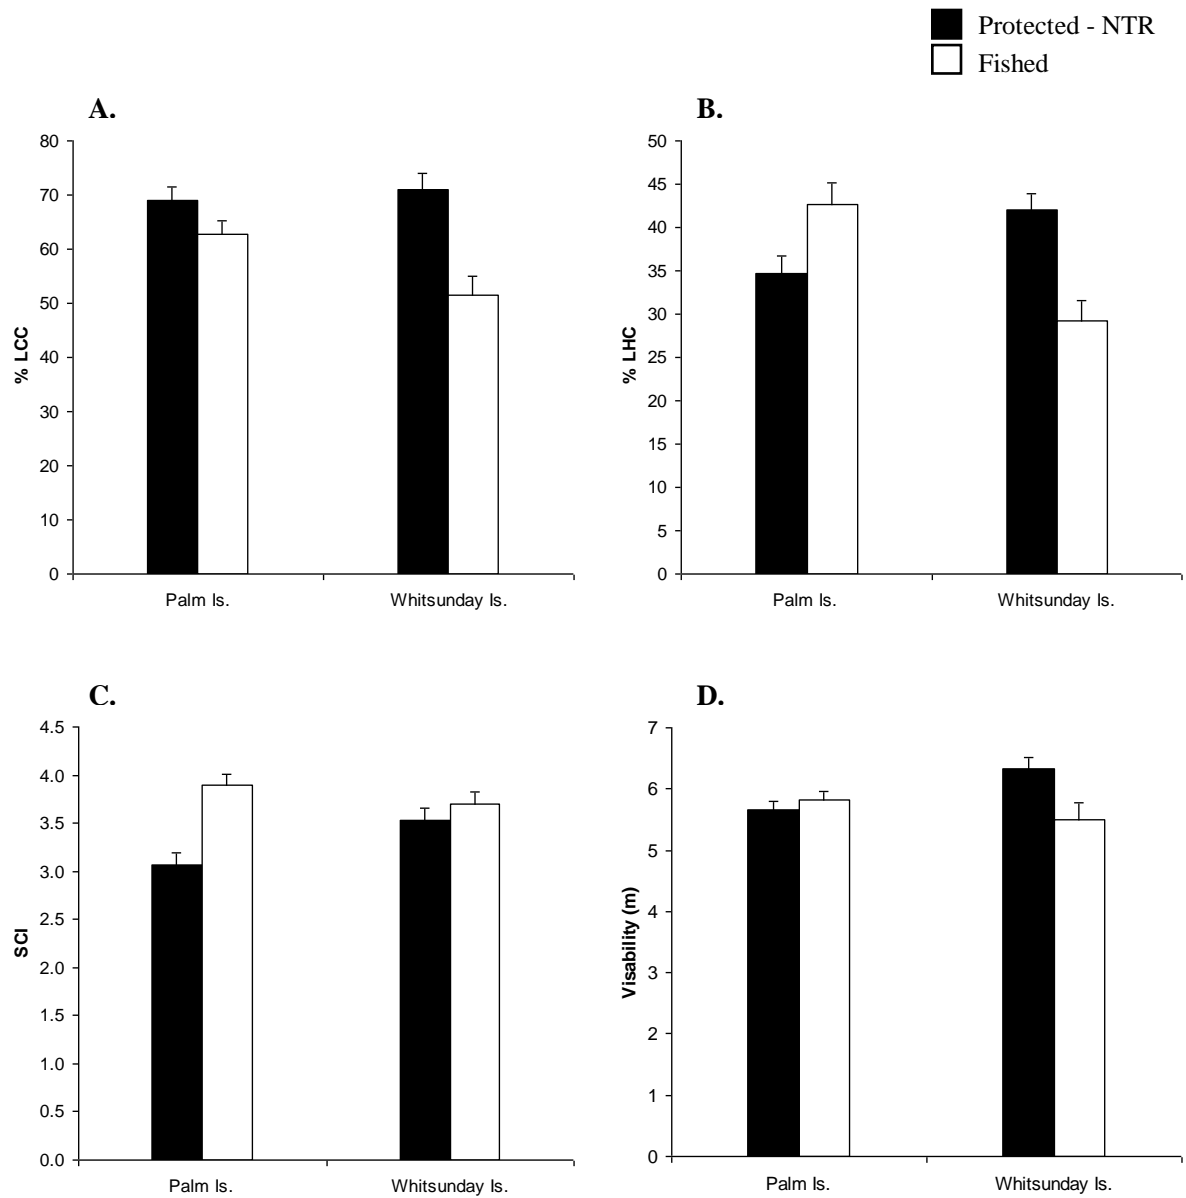 Protected - NTR
Fished
A.
80
70
60
50
40
30
20
10
0
% LCC
Palm Is.
Whitsunday Is.
B.
50
45
40
35
30
25
20
15
10
5
0
% LHC
Palm Is.
Whitsunday Is.
C.
4.5
4.0
3.5
3.0
2.5
2.0
1.5
1.0
0.5
0.0
SCI
Palm Is.
Whitsunday Is.
D.
7
6
5
4
3
2
1
0
Visability (m)
Palm Is.
Whitsunday Is.